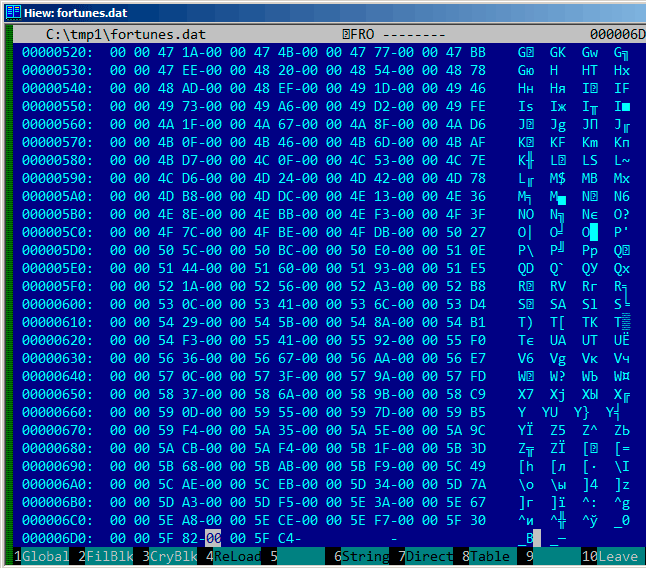 Hiew: fortunes.dat
C:\tmp1\fortunes.dat FRO -------- 000006D
00000520: 00 00 47 1A-00 00 47 4B-00 00 47 77-00 00 47 BB G GK Gw G╗
00000530: 00 00 47 EE-00 00 48 20-00 00 48 54-00 00 48 78 Gю H HT Hx
00000540: 00 00 48 AD-00 00 48 EF-00 00 49 1D-00 00 49 46 Hн Hя I IF
00000550: 00 00 49 73-00 00 49 A6-00 00 49 D2-00 00 49 FE Is Iж I╥ I■
00000560: 00 00 4A 1F-00 00 4A 67-00 00 4A 8F-00 00 4A D6 J Jg JП J╓
00000570: 00 00 4B 0F-00 00 4B 46-00 00 4B 6D-00 00 4B AF K KF Km Kп
00000580: 00 00 4B D7-00 00 4C 0F-00 00 4C 53-00 00 4C 7E K╫ L LS L~
00000590: 00 00 4C D6-00 00 4D 24-00 00 4D 42-00 00 4D 78 L╓ M$ MB Mx
000005A0: 00 00 4D B8-00 00 4D DC-00 00 4E 13-00 00 4E 36 M╕ M▄ N N6
000005B0: 00 00 4E 8E-00 00 4E BB-00 00 4E F3-00 00 4F 3F NО N╗ Nє O?
000005C0: 00 00 4F 7C-00 00 4F BE-00 00 4F DB-00 00 50 27 O| O╛ O█ P'
000005D0: 00 00 50 5C-00 00 50 BC-00 00 50 E0-00 00 51 0E P\ P╝ Pр Q
000005E0: 00 00 51 44-00 00 51 60-00 00 51 93-00 00 51 E5 QD Q` QУ Qх
000005F0: 00 00 52 1A-00 00 52 56-00 00 52 A3-00 00 52 B8 R RV Rг R╕
00000600: 00 00 53 0C-00 00 53 41-00 00 53 6C-00 00 53 D4 S SA Sl S╘
00000610: 00 00 54 29-00 00 54 5B-00 00 54 8A-00 00 54 B1 T) T[ TК T▒
00000620: 00 00 54 F3-00 00 55 41-00 00 55 92-00 00 55 F0 Tє UA UТ UЁ
00000630: 00 00 56 36-00 00 56 67-00 00 56 AA-00 00 56 E7 V6 Vg Vк Vч
00000640: 00 00 57 0C-00 00 57 3F-00 00 57 9A-00 00 57 FD W W? WЪ W¤
00000650: 00 00 58 37-00 00 58 6A-00 00 58 9B-00 00 58 C9 X7 Xj XЫ X╔
00000660: 00 00 59 0D-00 00 59 55-00 00 59 7D-00 00 59 B5 Y YU Y} Y╡
00000670: 00 00 59 F4-00 00 5A 35-00 00 5A 5E-00 00 5A 9C YЇ Z5 Z^ ZЬ
00000680: 00 00 5A CB-00 00 5A F4-00 00 5B 1F-00 00 5B 3D Z╦ ZЇ [ [=
00000690: 00 00 5B 68-00 00 5B AB-00 00 5B F9-00 00 5C 49 [h [л [∙ \I
000006A0: 00 00 5C AE-00 00 5C EB-00 00 5D 34-00 00 5D 7A \о \ы ]4 ]z
000006B0: 00 00 5D A3-00 00 5D F5-00 00 5E 3A-00 00 5E 67 ]г ]ї ^: ^g
000006C0: 00 00 5E A8-00 00 5E CE-00 00 5E F7-00 00 5F 30 ^и ^╬ ^ў _0
000006D0: 00 00 5F 82-00 00 00 5F C4- - _В _─
1Global 2FilBlk 3CryBlk 4ReLoad 5 6String 7Direct 8Table 9 10Leave